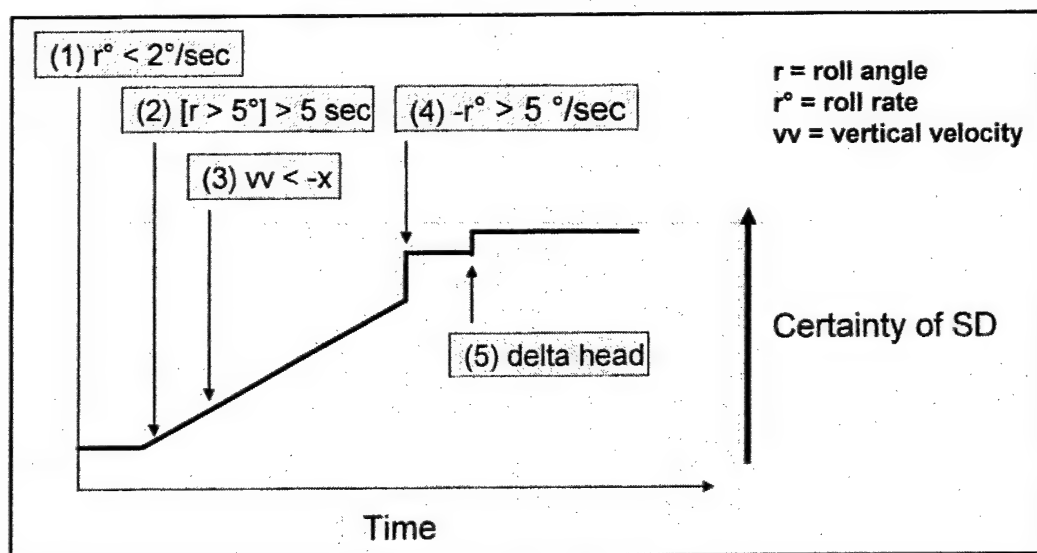 (1) r° < 2°/sec
(2) [r > 5°] > 5 sec
(4) -r° > 5 °/sec
(3) vv < -x
r = roll angle
r° = roll rate
vv = vertical velocity
(5) delta head
Certainty of SD
Time